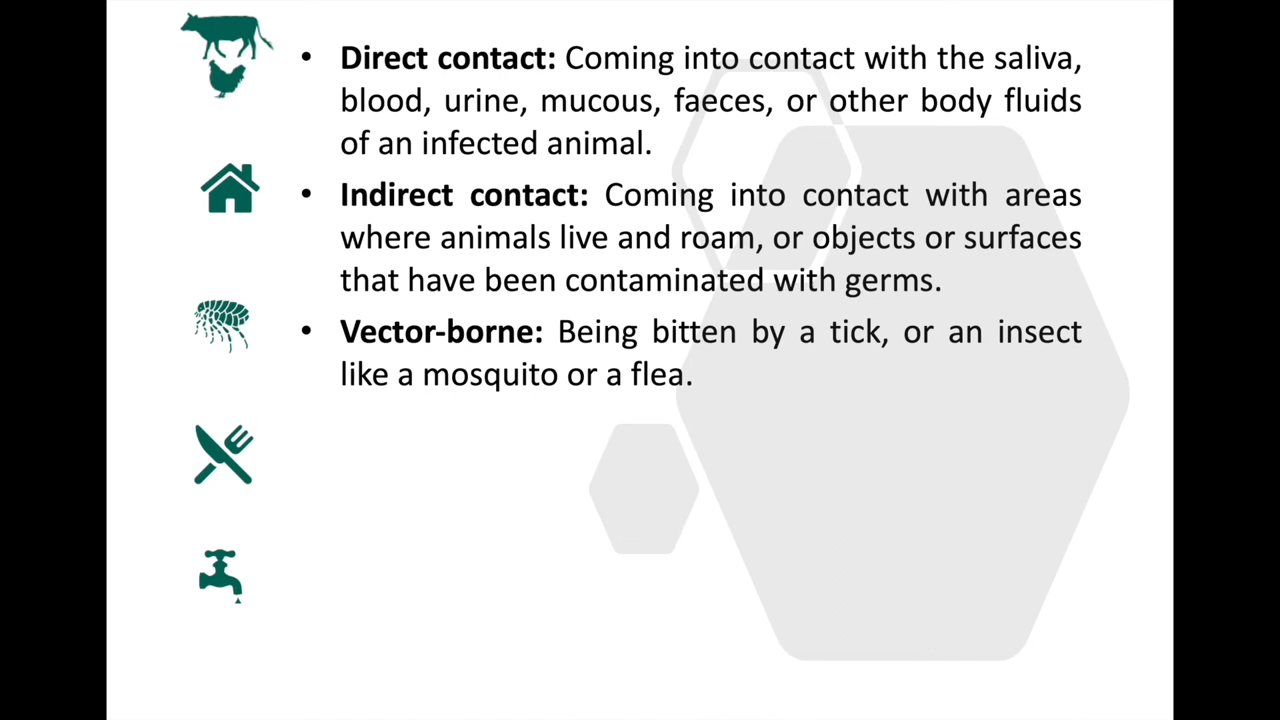 • Direct contact: Coming into contact with the saliva,
blood, urine, mucous, faeces, or other body fluids
of an infected animal.
• Indirect contact: Coming into contact with areas
where animals live and roam, or objects or surfaces
that have been contaminated with germs.
• Vector-borne: Being bitten by a tick, or an insect
like a mosquito or a flea.